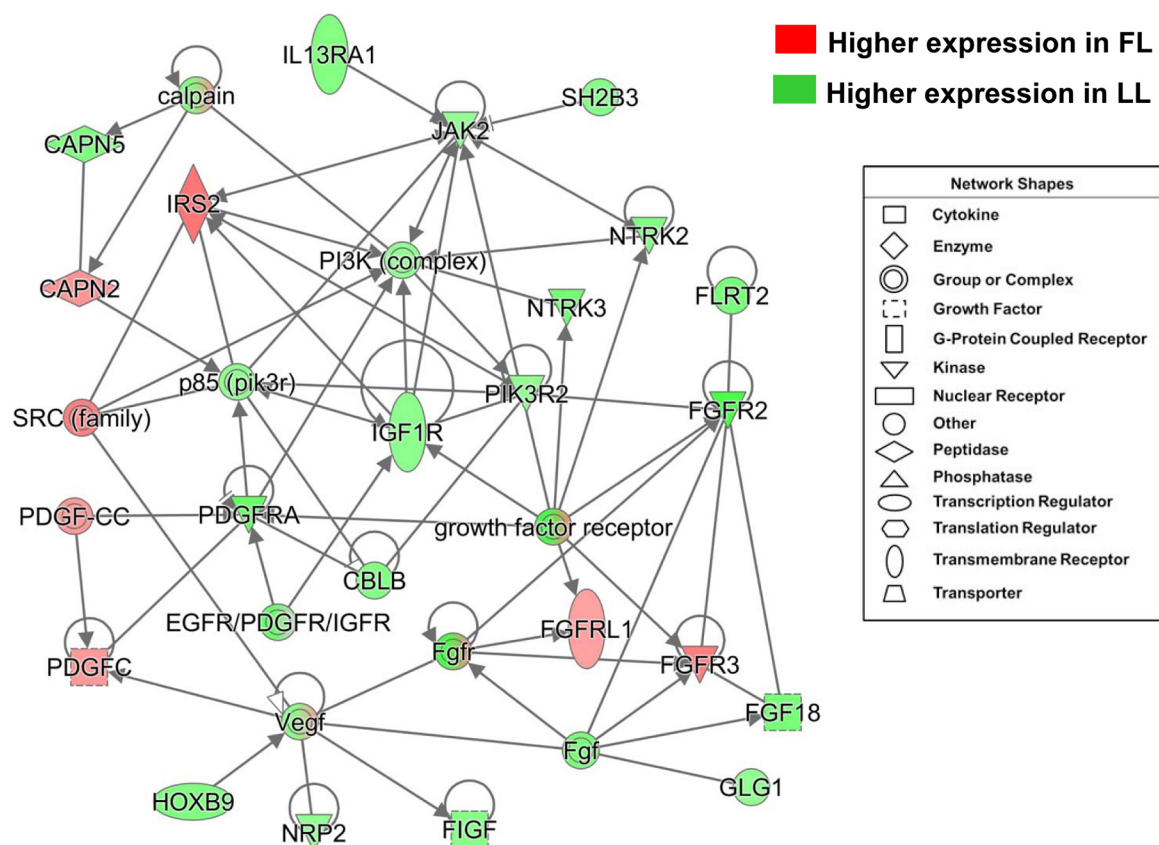 IL13RA1
Higher expression in FL
Higher expression in LL
calpain
SH2B3
CAPN5
JAK2
IRS2
NTRK2
PI3K (complex)
CAPN2
NTRK3
FLRT2
p85 (pik3r)
PIK3R2
SRC (family)
IGF1R
FGFR2
PDGF-CC
PDGFRA
growth factor receptor
CBLB
EGFR/PDGFR/IGFR
FGFRL1
Fgfr
PDGFC
FGFR3
Vegf
FGF18
Fgf
GLG1
HOXB9
NRP2
FIGF
Network Shapes
Cytokine
Enzyme
Group or Complex
Growth Factor
G-Protein Coupled Receptor
Kinase
Nuclear Receptor
Other
Peptidase
Phosphatase
Transcription Regulator
Translation Regulator
Transmembrane Receptor
Transporter